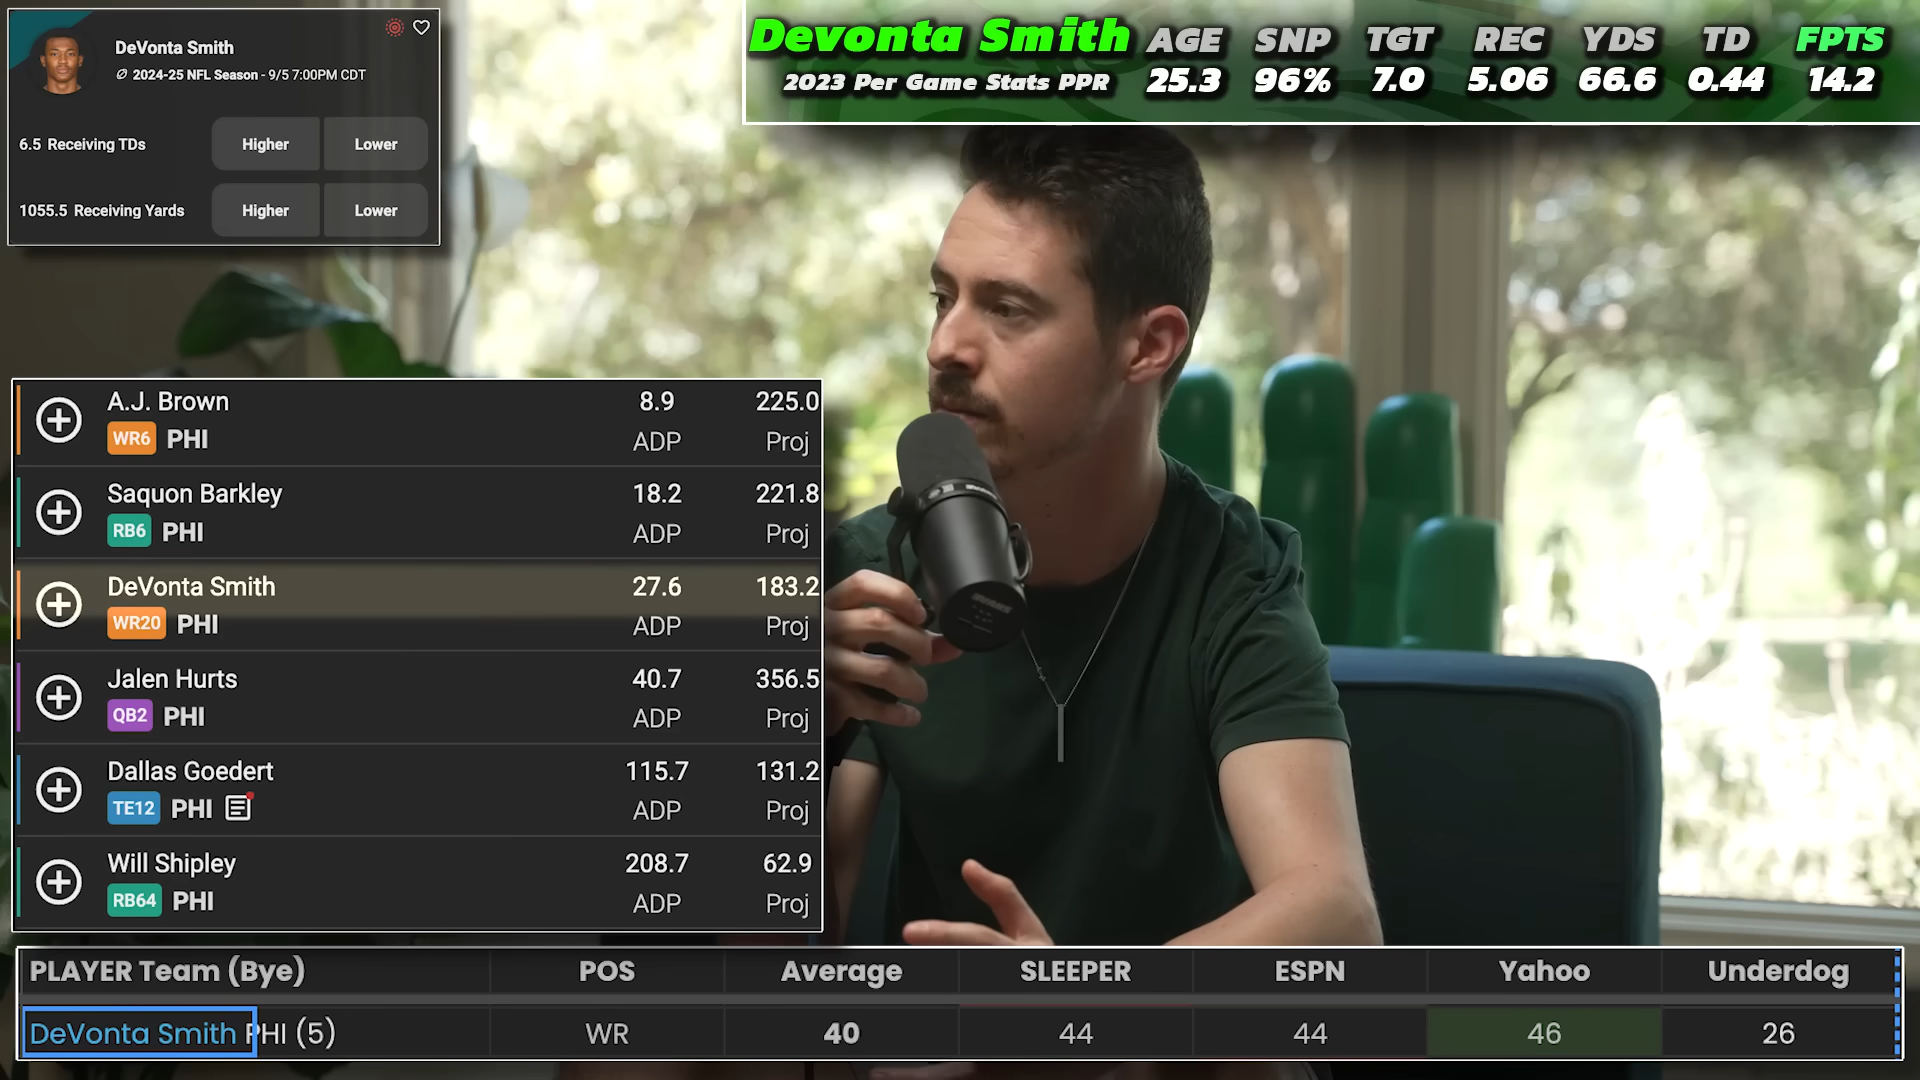 DeVonta Smith
2024-25 NFL Season - 9/5 7:00PM CDT
6.5 Receiving TDs Higher Lower
1055.5 Receiving Yards Higher Lower
Devonta Smith AGE SNP TGT REC YDS TD FPTS
2023 Per Game Stats PPR 25.3 96% 7.0 5.06 66.6 0.44 14.2
A.J. Brown 8.9 225.0
WR6 PHI ADP Proj
Saquon Barkley 18.2 221.8
RB6 PHI ADP Proj
DeVonta Smith 27.6 183.2
WR20 PHI ADP Proj
Jalen Hurts 40.7 356.5
QB2 PHI ADP Proj
Dallas Goedert 115.7 131.2
TE12 PHI ADP Proj
Will Shipley 208.7 62.9
RB64 PHI ADP Proj
PLAYER Team (Bye) POS Average SLEEPER ESPN Yahoo Underdog
DeVonta Smith PHI (5) WR 40 44 44 46 26